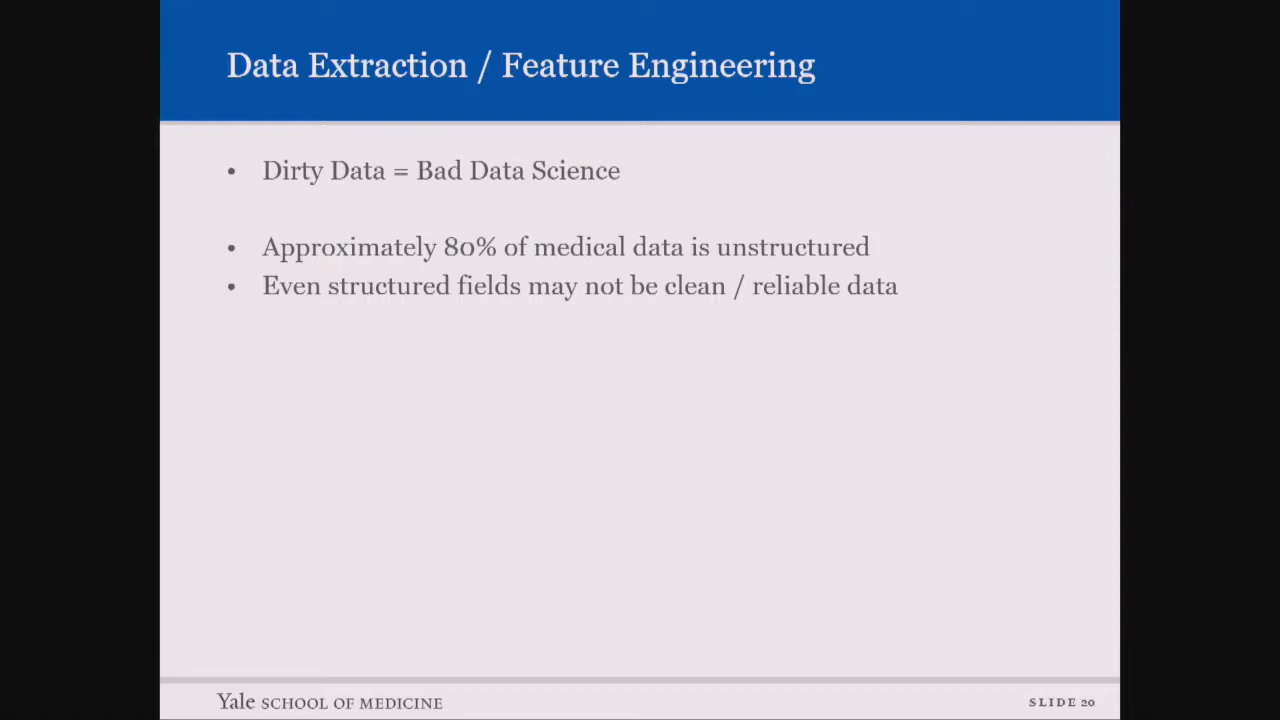 Data Extraction / Feature Engineering
• Dirty Data = Bad Data Science
• Approximately 80% of medical data is unstructured
• Even structured fields may not be clean / reliable data
Yale SCHOOL OF MEDICINE
SLIDE 20